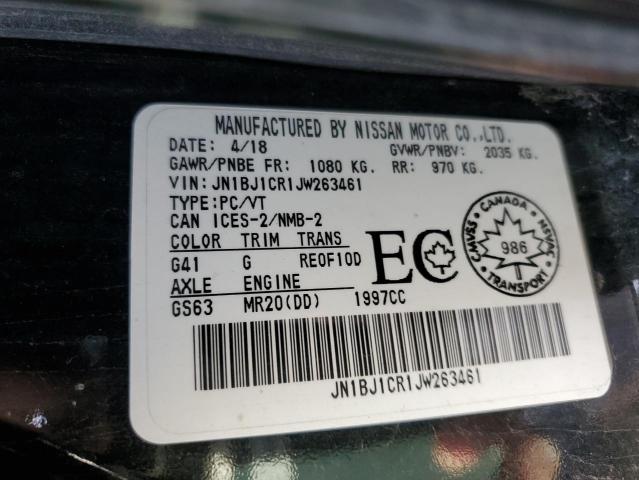 MANUFACTURED BY NISSAN MOTOR CO.,LTD.
DATE: 4/18 GVWR/PNBV: 2035 KG.
GAWR/PNBE FR: 1080 KG. RR: 970 KG.
VIN: JN1BJ1CR1JW263461
TYPE:PC/VT
CAN ICES-2/NMB-2
COLOR TRIM TRANS
G41 G RE0F10D
AXLE ENGINE
GS63 MR20(DD) 1997CC
EC
CANADA
CMVSS 986 NSVAC
TRANSPORT
JN1BJ1CR1JW263461